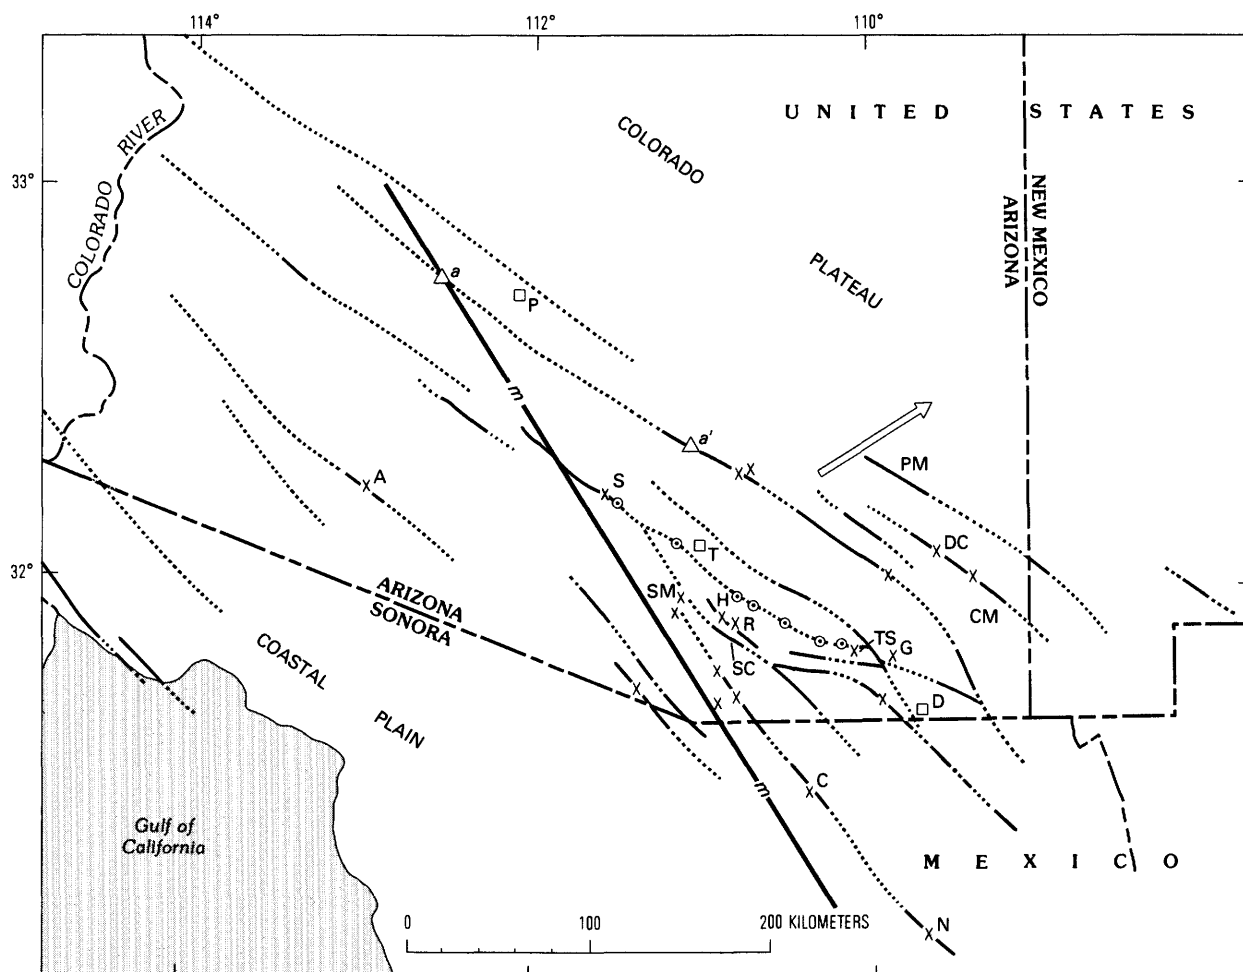 114°
112°
110°
UNITED STATES
COLORADO RIVER
COLORADO
33°
NEW MEXICO
ARIZONA
PLATEAU
a
P
m
a'
PM
A
S
DC
T
32°
ARIZONA
SONORA
SM
H
R
CM
TS
G
SC
COASTAL
D
PLAIN
C
m
Gulf of
California
MEXICO
0 100 200 KILOMETERS
N